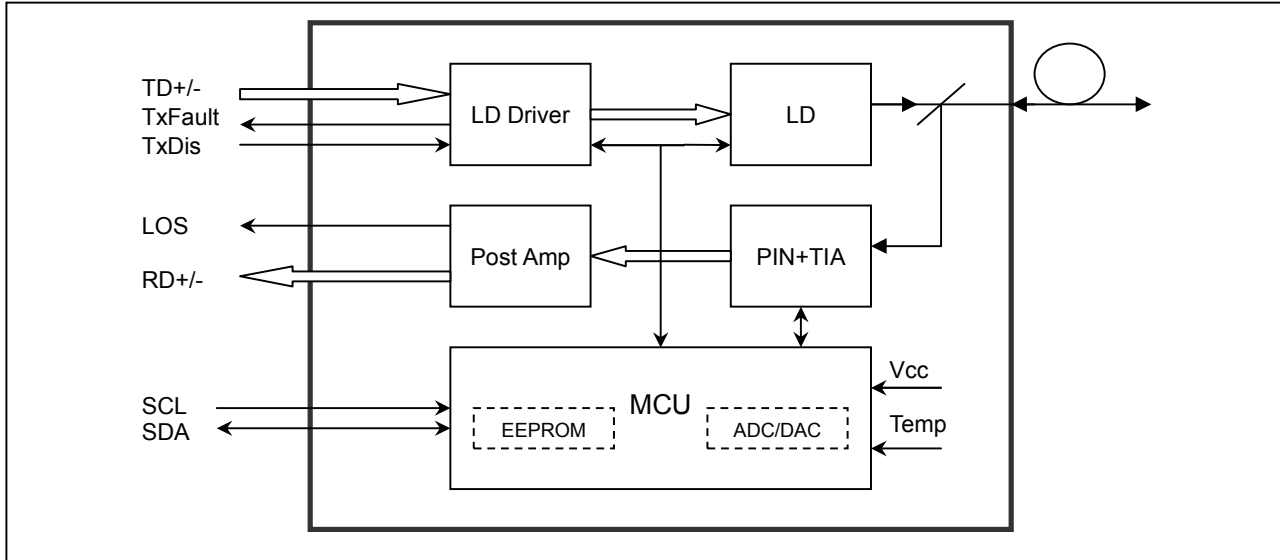 TD+/-
TxFault
TxDis
LD Driver
LD
LOS
RD+/-
Post Amp
PIN+TIA
SCL
SDA
MCU
EEPROM
ADC/DAC
Vcc
Temp